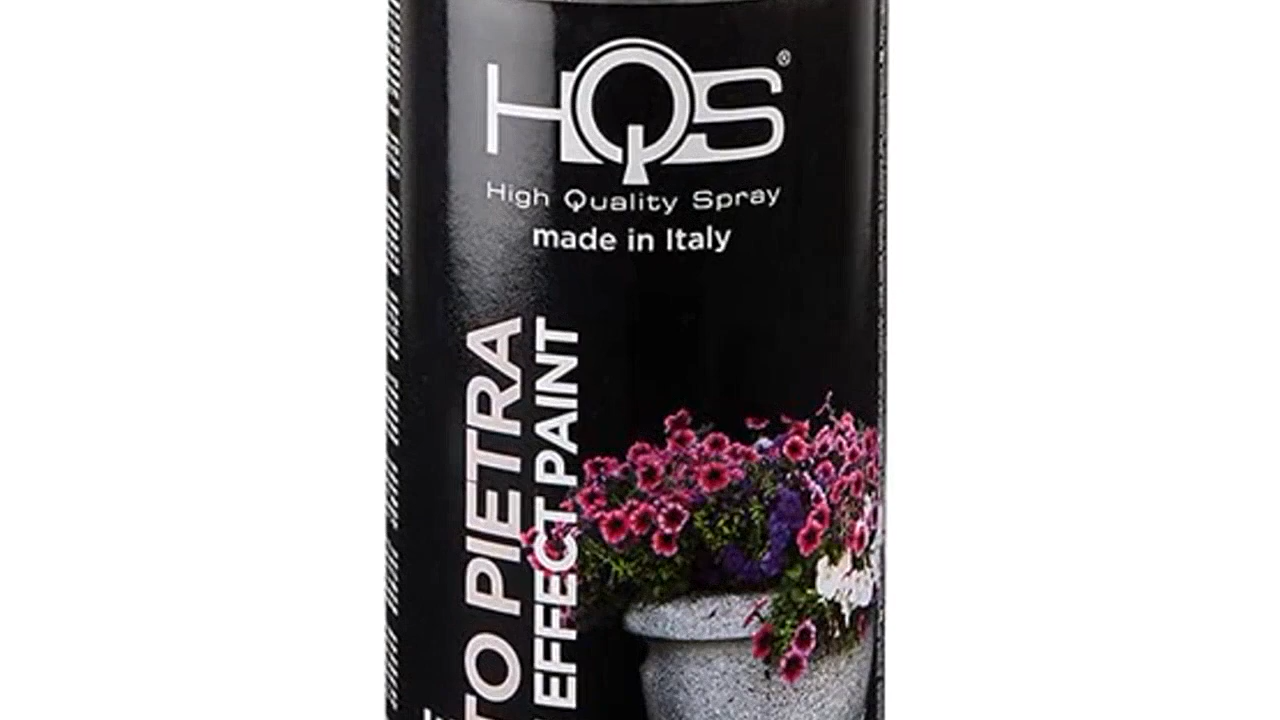 HQS®
High Quality Spray
made in Italy
TO PIETRA
EFFECT PAINT